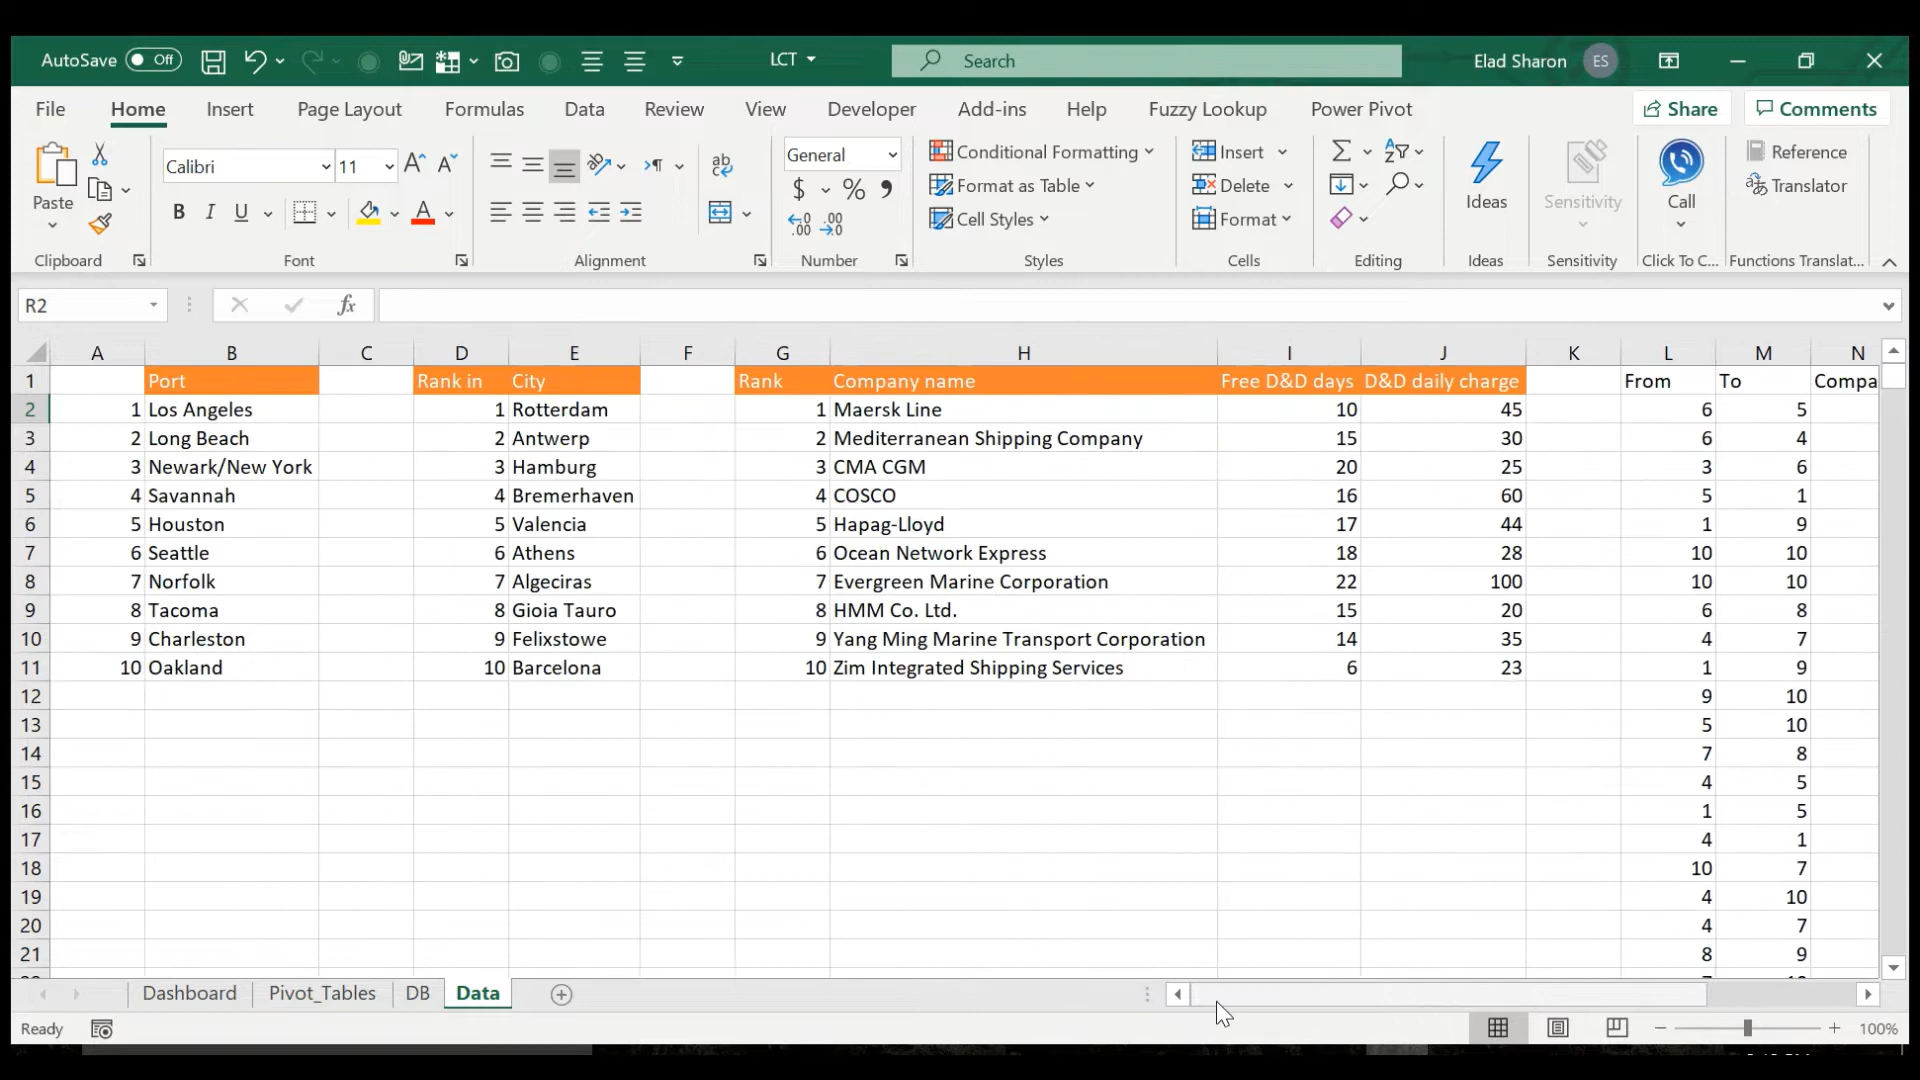 AutoSave Off LCT Search Elad Sharon ES
File Home Insert Page Layout Formulas Data Review View Developer Add-ins Help Fuzzy Lookup Power Pivot Share Comments
Paste Calibri 11 General Conditional Formatting Insert Reference
Format as Table Delete Ideas Sensitivity Call Translator
Cell Styles Format
Clipboard Font Alignment Number Styles Cells Editing Ideas Sensitivity Click To C... Functions Translat...
R2 fx
A B C D E F G H I J K L M N
1 Port Rank in City Rank Company name Free D&D days D&D daily charge From To Compa
2 1 Los Angeles 1 Rotterdam 1 Maersk Line 10 45 6 5
3 2 Long Beach 2 Antwerp 2 Mediterranean Shipping Company 15 30 6 4
4 3 Newark/New York 3 Hamburg 3 CMA CGM 20 25 3 6
5 4 Savannah 4 Bremerhaven 4 COSCO 16 60 5 1
6 5 Houston 5 Valencia 5 Hapag-Lloyd 17 44 1 9
7 6 Seattle 6 Athens 6 Ocean Network Express 18 28 10 10
8 7 Norfolk 7 Algeciras 7 Evergreen Marine Corporation 22 100 10 10
9 8 Tacoma 8 Gioia Tauro 8 HMM Co. Ltd. 15 20 6 8
10 9 Charleston 9 Felixstowe 9 Yang Ming Marine Transport Corporation 14 35 4 7
11 10 Oakland 10 Barcelona 10 Zim Integrated Shipping Services 6 23 1 9
12 9 10
13 5 10
14 7 8
15 4 5
16 1 5
17 4 1
18 10 7
19 4 10
20 4 7
21 8 9
Dashboard Pivot_Tables DB Data
Ready 100%